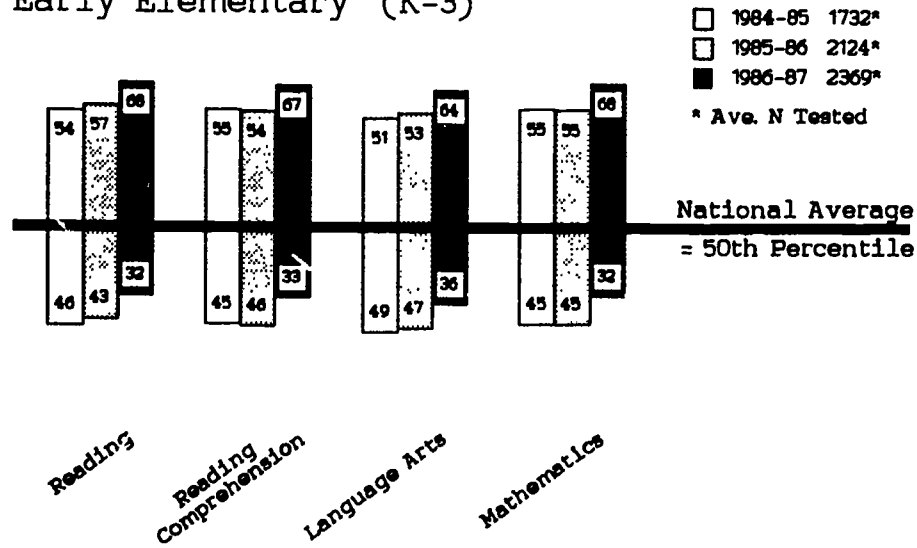 Early Elementary (K-3)
1984-85 1732*
1985-86 2124*
1986-87 2369*
* Ave. N Tested
54 57 68 55 54 67 51 53 64 55 55 68
National Average
= 50th Percentile
46 43 32 45 46 33 49 47 36 45 45 32
Reading
Reading
Comprehension
Language Arts
Mathematics